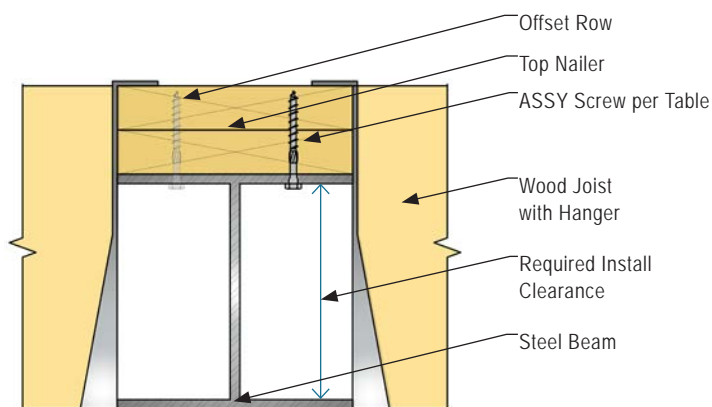 Offset Row
Top Nailer
ASSY Screw per Table
Wood Joist
with Hanger
Required Install
Clearance
Steel Beam